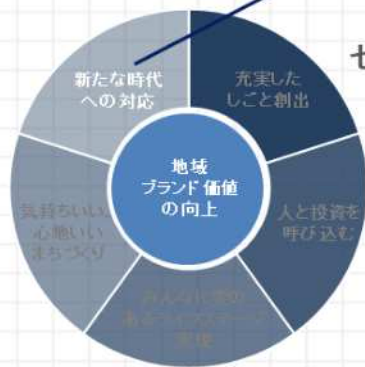 新たな時代
への対応
充実した
しごと創出
地域
ブランド価値
の向上
人と投資を
呼び込む
気持ちいい、
心地いい
まちづくり